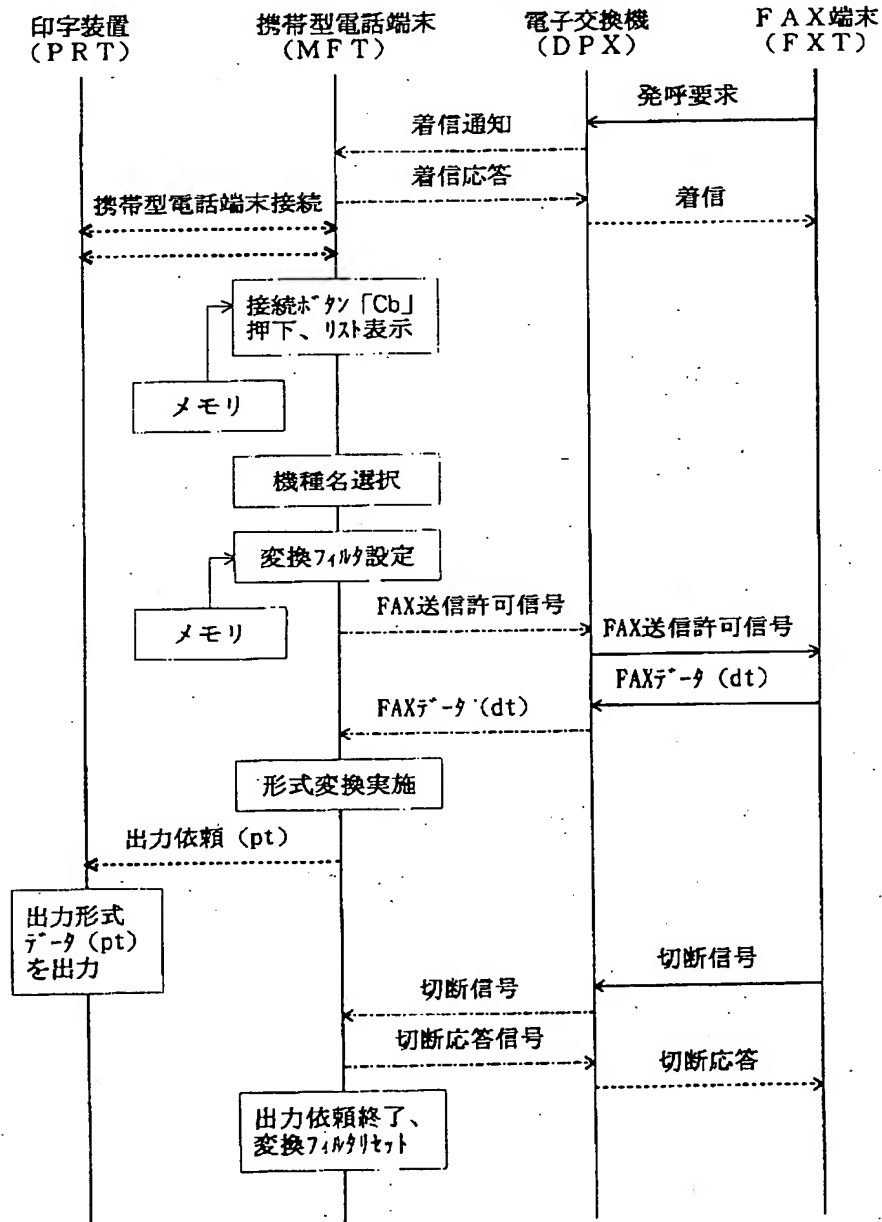 印字装置
(PRT)
携帯型電話端末
(MFT)
電子交換機
(DPX)
FAX端末
(FXT)
発呼要求
着信通知
着信応答
着信
携帯型電話端末接続
接続ボタン「Cb」
押下、リスト表示
メモリ
機種名選択
変換フィルタ設定
メモリ
FAX送信許可信号
FAX送信許可信号
FAXデータ(dt)
FAXデータ(dt)
形式変換実施
出力依頼(pt)
出力形式
データ(pt)
を出力
切断信号
切断信号
切断応答信号
切断応答
出力依頼終了、
変換フィルタリセット